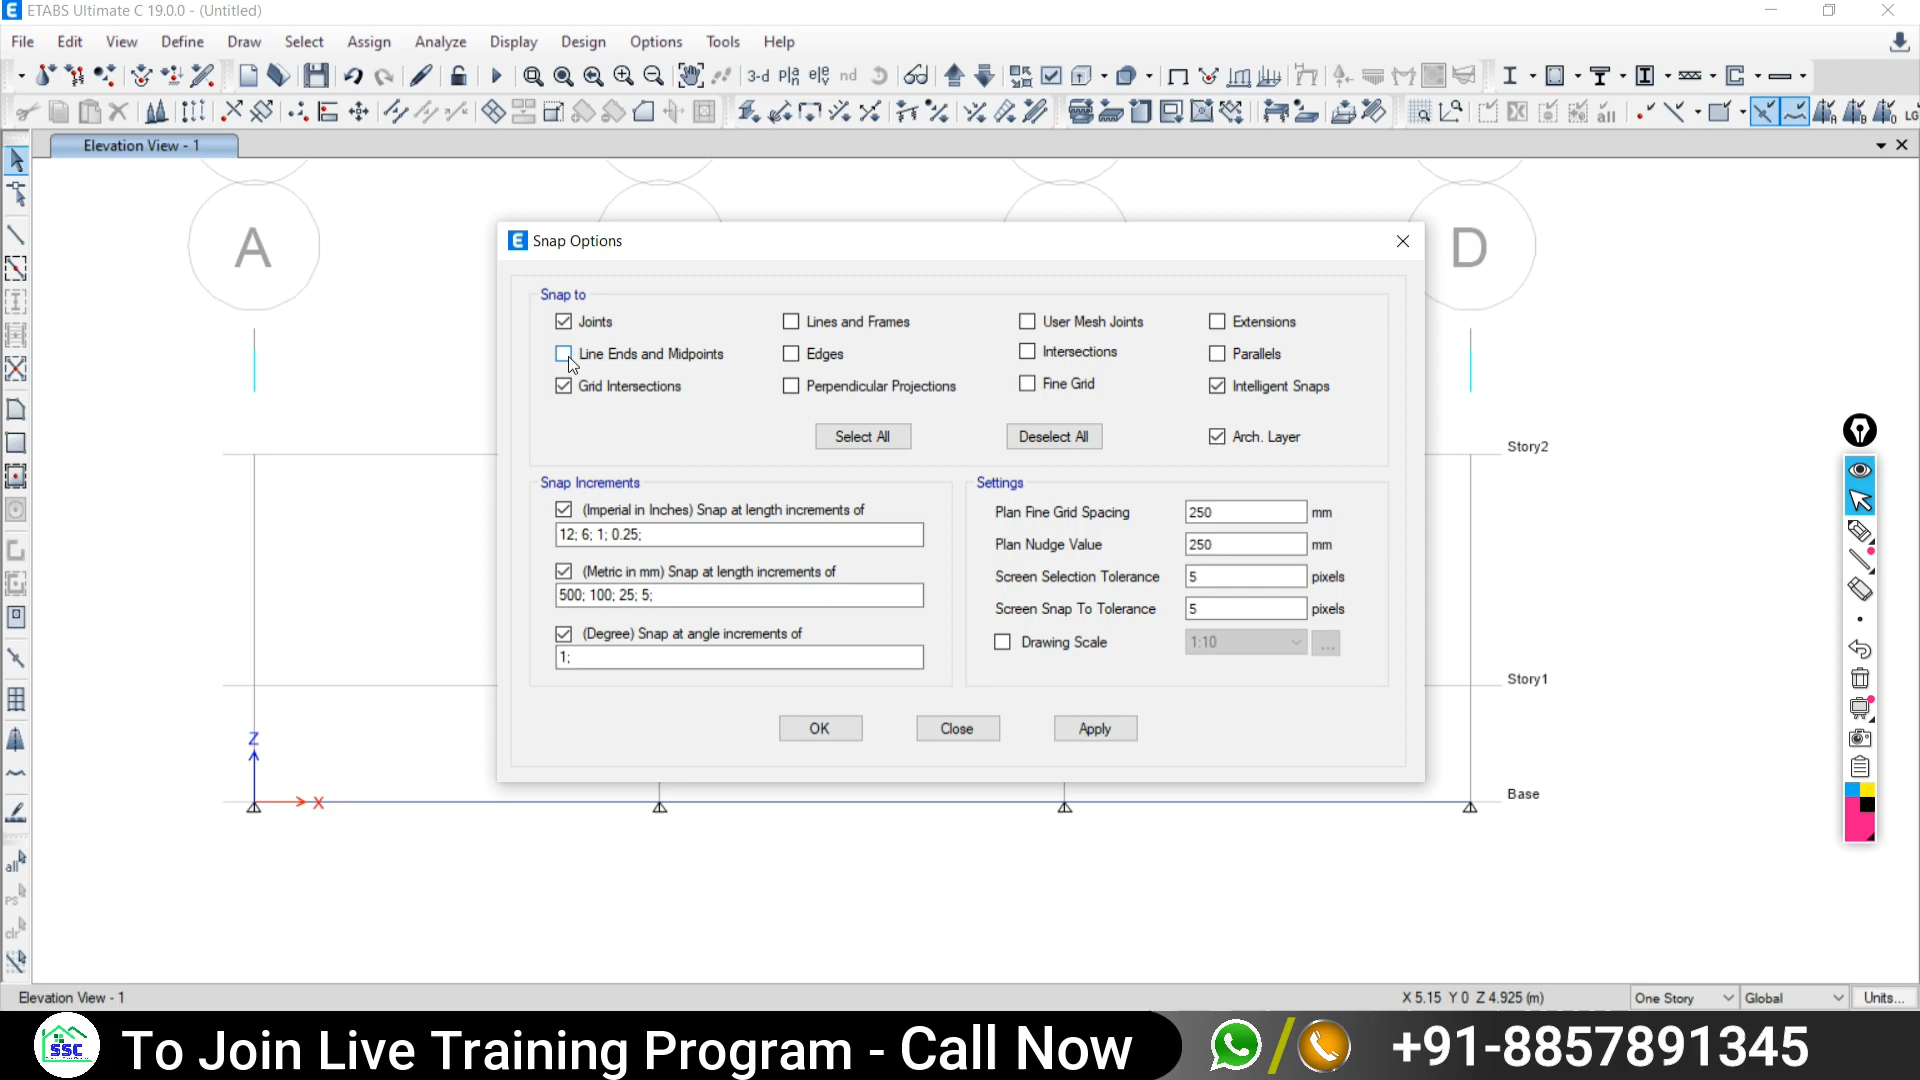 ETABS Ultimate C 19.0.0 - (Untitled)
File Edit View Define Draw Select Assign Analyze Display Design Options Tools Help
3-d nd
all LG
Elevation View - 1
A D
Snap Options
Snap to
Joints Lines and Frames User Mesh Joints Extensions
Line Ends and Midpoints Edges Intersections Parallels
Grid Intersections Perpendicular Projections Fine Grid Intelligent Snaps
Select All Deselect All Arch. Layer
Story2
Snap Increments Settings
(Imperial in Inches) Snap at length increments of
12; 6; 1; 0.25;
Plan Fine Grid Spacing 250 mm
Plan Nudge Value 250 mm
(Metric in mm) Snap at length increments of
500; 100; 25; 5;
Screen Selection Tolerance 5 pixels
Screen Snap To Tolerance 5 pixels
(Degree) Snap at angle increments of
1;
Drawing Scale 1:10 ...
Story1
OK Close Apply
Z
X
Base
all
ps
clr
Elevation View - 1 X 5.15 Y 0 Z 4.925 (m) One Story Global Units...
SSC
To Join Live Training Program - Call Now +91-8857891345